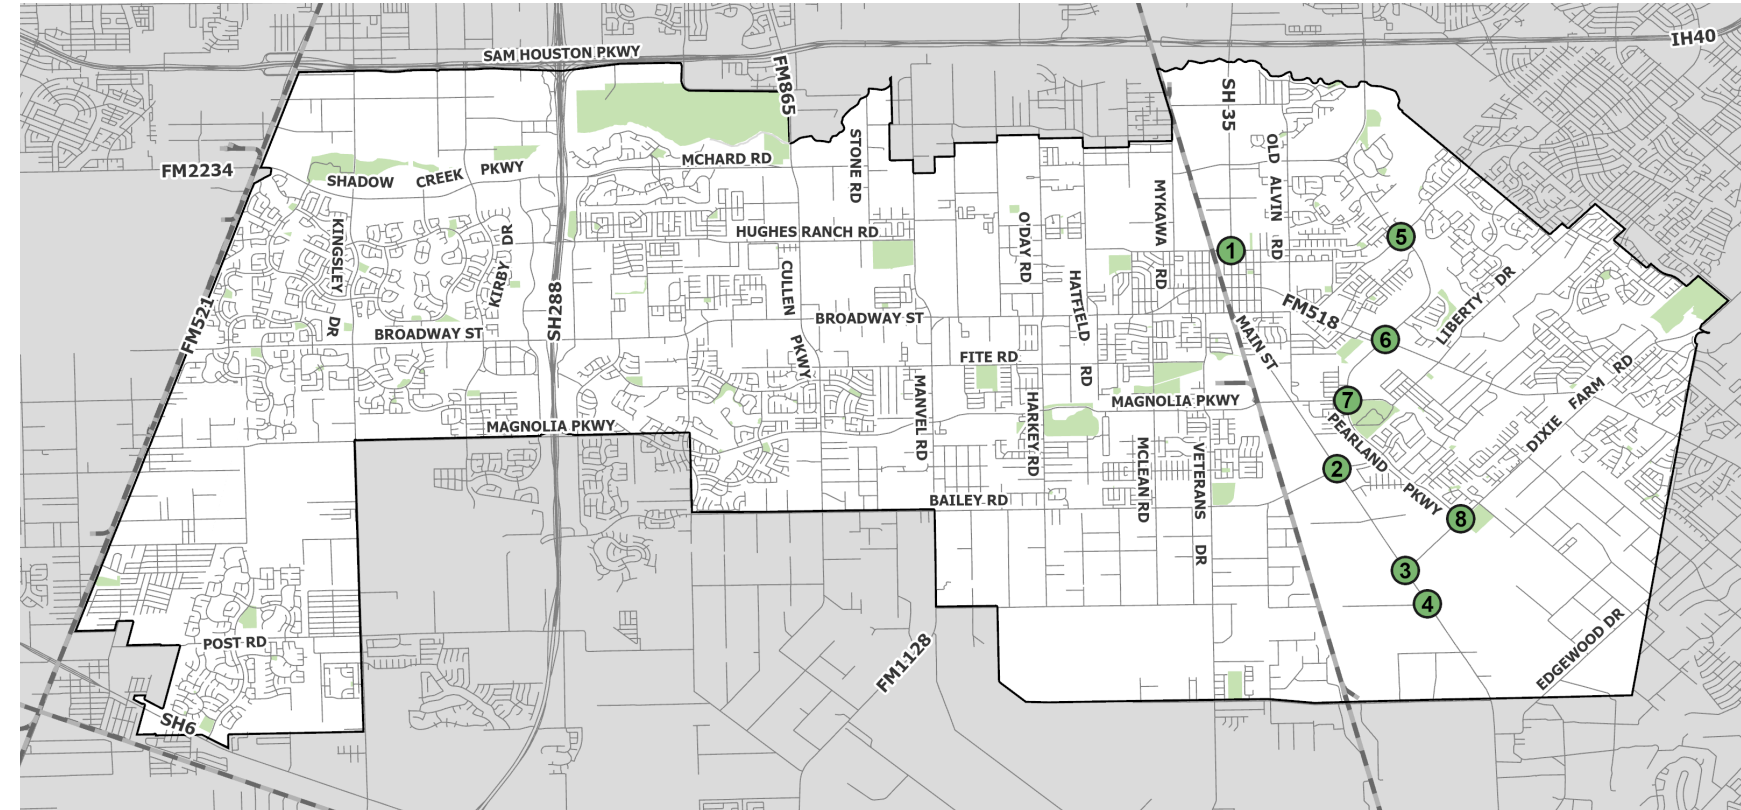 SAM HOUSTON PKWY
IH40
FM865
SH 35
FM2234
SHADOW CREEK PKWY
MCHARD RD
STONE RD
OLD ALVIN RD
MYKAWA RD
KINGSLEY DR
KIRBY DR
HUGHES RANCH RD
O'DAY RD
1
5
CULLEN PKWY
HATFIELD RD
LIBERTY DR
FM521
SH288
BROADWAY ST
BROADWAY ST
FM518
MAIN ST
6
FITE RD
MANVEL RD
HARKEY RD
MAGNOLIA PKWY
7
DIXIE FARM RD
MAGNOLIA PKWY
PEARLAND PKWY
MCLEAN RD
VETERANS DR
2
BAILEY RD
8
3
4
POST RD
FM1128
EDGEWOOD DR
SH6